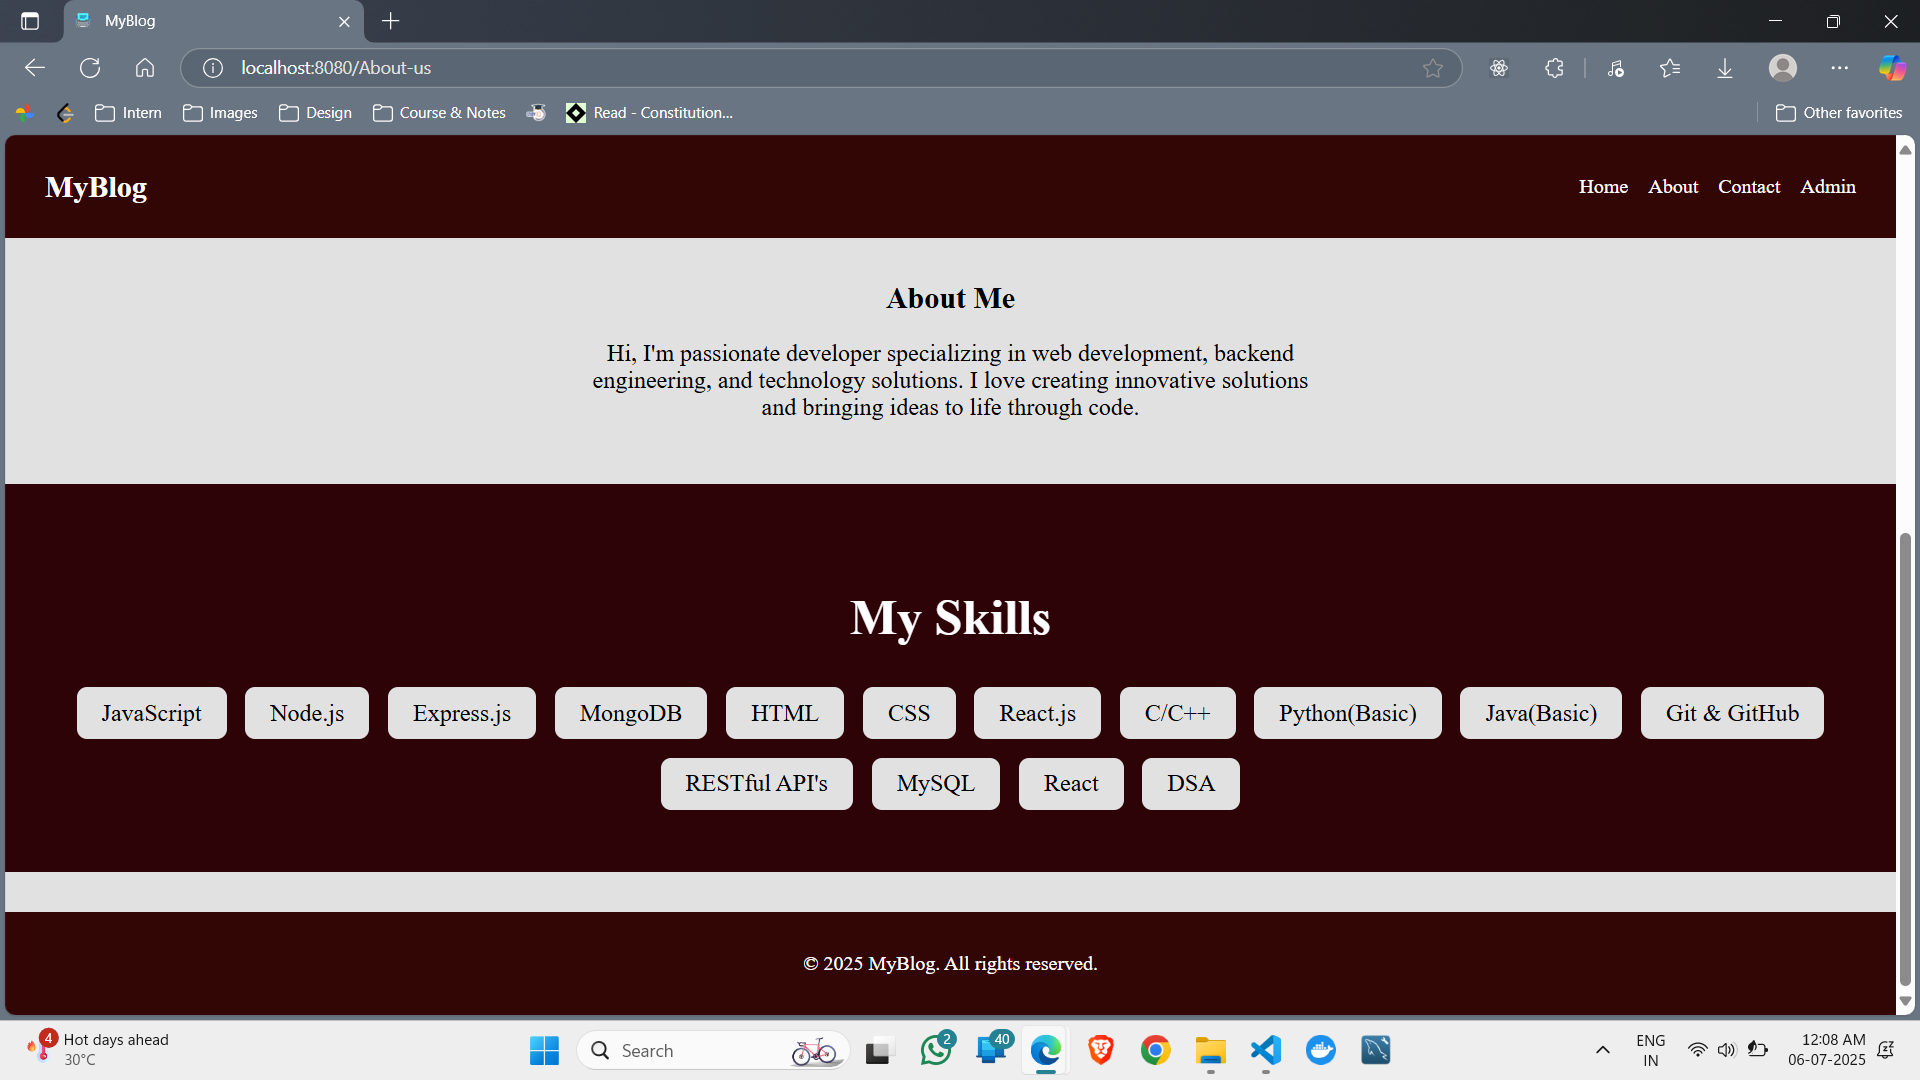 MyBlog
localhost:8080/About-us
Intern Images Design Course & Notes Read - Constitution... Other favorites
MyBlog Home About Contact Admin
About Me
Hi, I'm passionate developer specializing in web development, backend
engineering, and technology solutions. I love creating innovative solutions
and bringing ideas to life through code.
My Skills
JavaScript Node.js Express.js MongoDB HTML CSS React.js C/C++ Python(Basic) Java(Basic) Git & GitHub
RESTful API's MySQL React DSA
© 2025 MyBlog. All rights reserved.
4 Hot days ahead
30°C
Search
2
40
ENG
IN
12:08 AM
06-07-2025